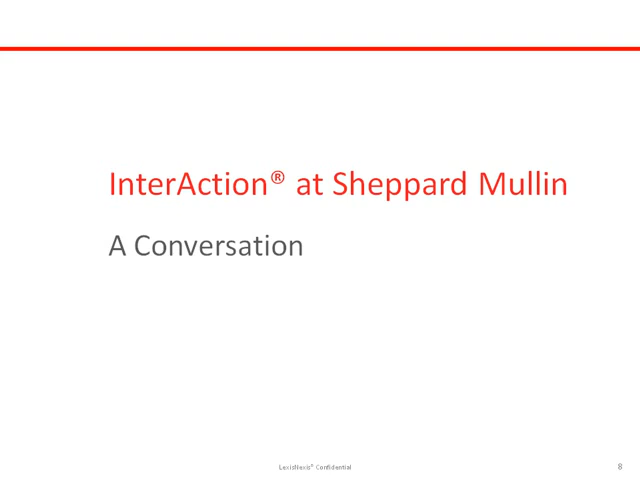 InterAction® at Sheppard Mullin
A Conversation
LexisNexis® Confidential
8